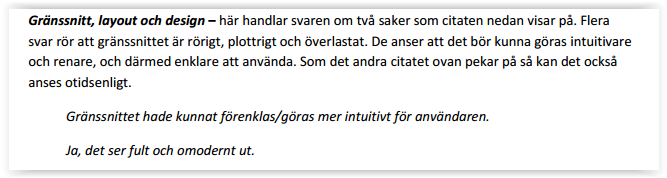 Gränssnitt, layout och design – här handlar svaren om två saker som citaten nedan visar på. Flera
svar rör att gränssnittet är rörigt, plottrigt och överlastat. De anser att det bör kunna göras intuitivare
och renare, och därmed enklare att använda. Som det andra citatet ovan pekar på så kan det också
anses otidsenligt.
Gränssnittet hade kunnat förenklas/göras mer intuitivt för användaren.
Ja, det ser fult och omodernt ut.